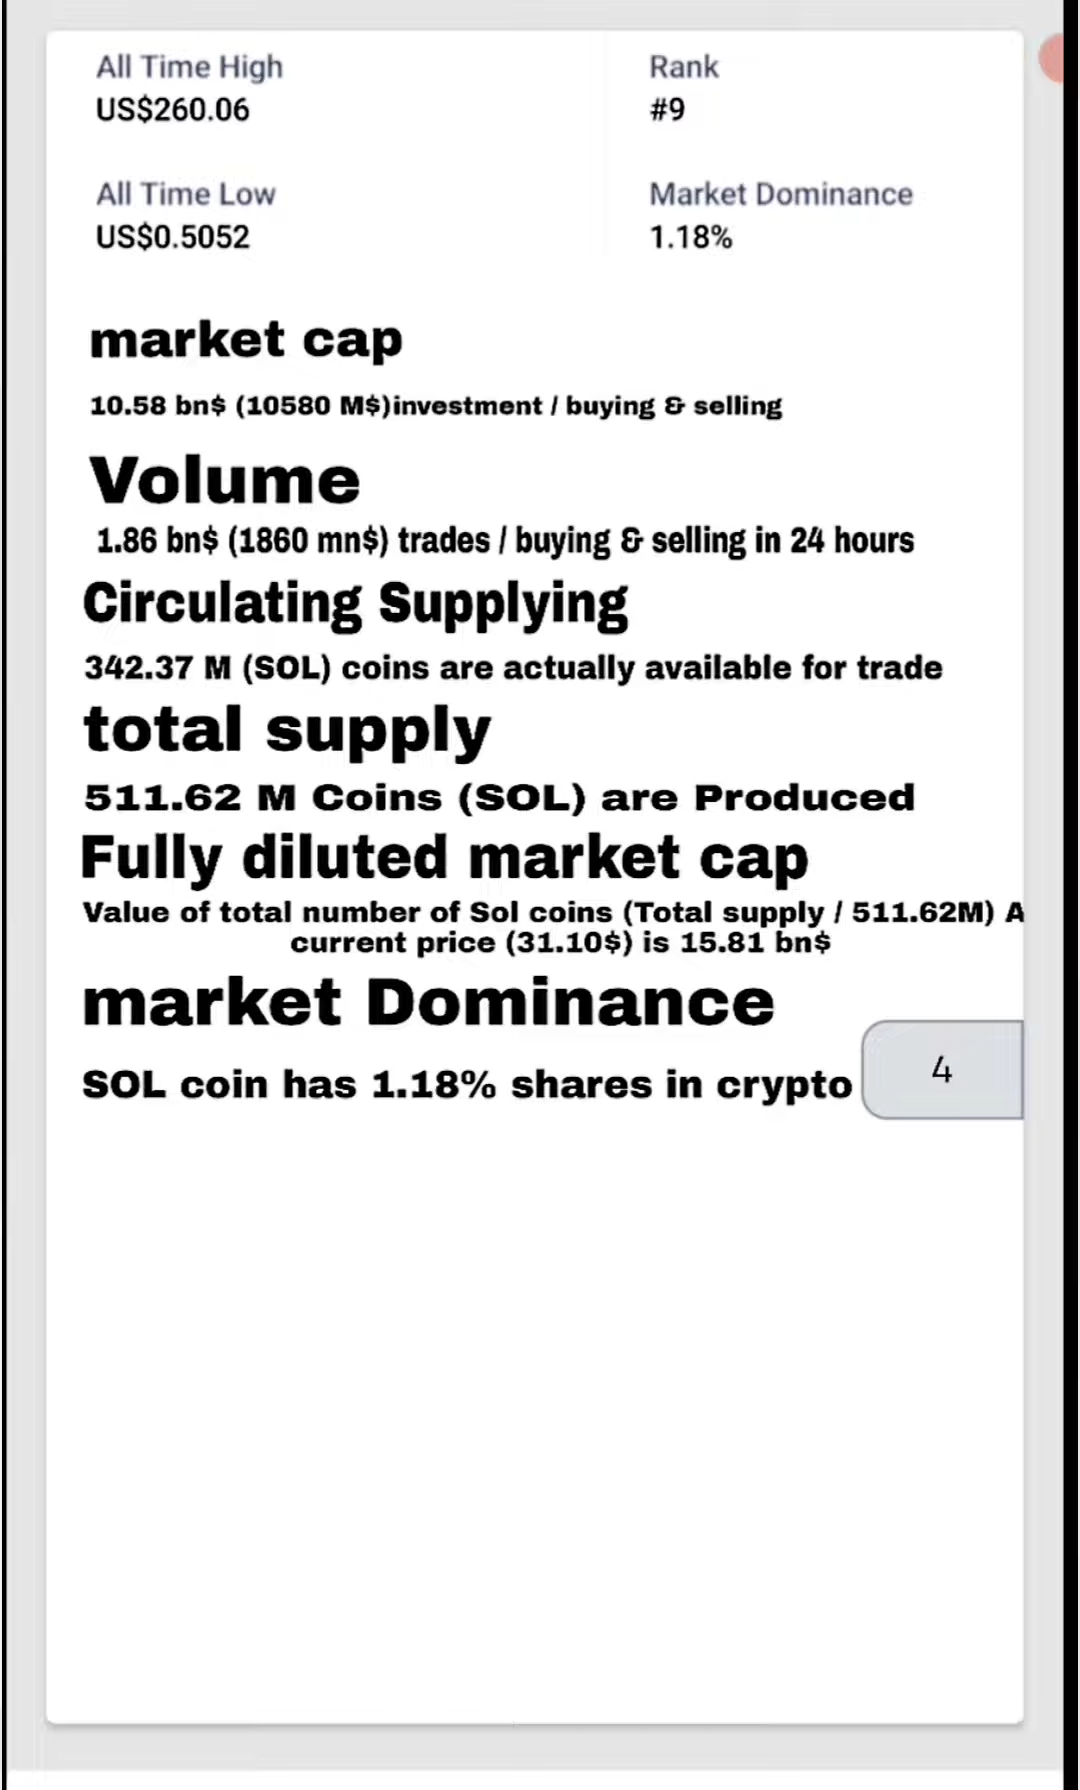 All Time High
Rank
US$260.06
#9
All Time Low
Market Dominance
US$0.5052
1.18%
market cap
10.58 bn$ (10580 M$)investment / buying & selling
Volume
1.86 bn$ (1860 mn$) trades / buying & selling in 24 hours
Circulating Supplying
342.37 M (SOL) coins are actually available for trade
total supply
511.62 M Coins (SOL) are Produced
Fully diluted market cap
Value of total number of Sol coins (Total supply / 511.62M) A
current price (31.10$) is 15.81 bn$
market Dominance
SOL coin has 1.18% shares in crypto
4